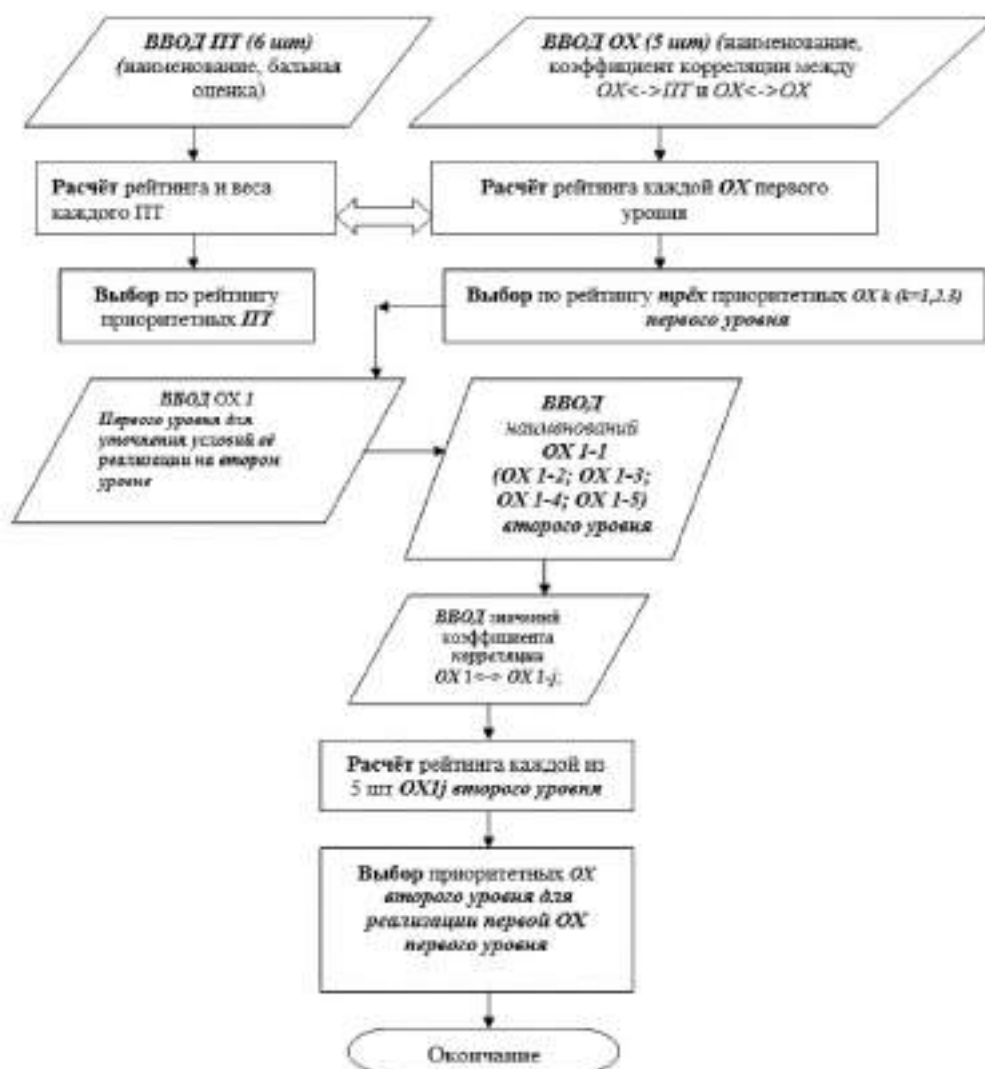 ВВОД ПТ (6 шт)
(наименование, бальная
оценка)
ВВОД ОХ (5 шт) (наименование,
коэффициент корреляции между
ОХ<->ПТ и ОХ<->ОХ
Расчёт рейтинга и веса
каждого ПТ
Расчёт рейтинга каждой ОХ первого
уровня
Выбор по рейтингу
приоритетных ПТ
Выбор по рейтингу трёх приоритетных ОХ k (k=1,2.3)
первого уровня
ВВОД ОХ 1
Первого уровня для
уточнения условий её
реализации на втором
уровне
ВВОД
наименований
ОХ 1-1
(ОХ 1-2; ОХ 1-3;
ОХ 1-4; ОХ 1-5)
второго уровня
ВВОД значений
коэффициента
корреляции
ОХ 1<-> ОХ 1-j;
Расчёт рейтинга каждой из
5 шт ОХ1j второго уровня
Выбор приоритетных ОХ
второго уровня для
реализации первой ОХ
первого уровня
Окончание